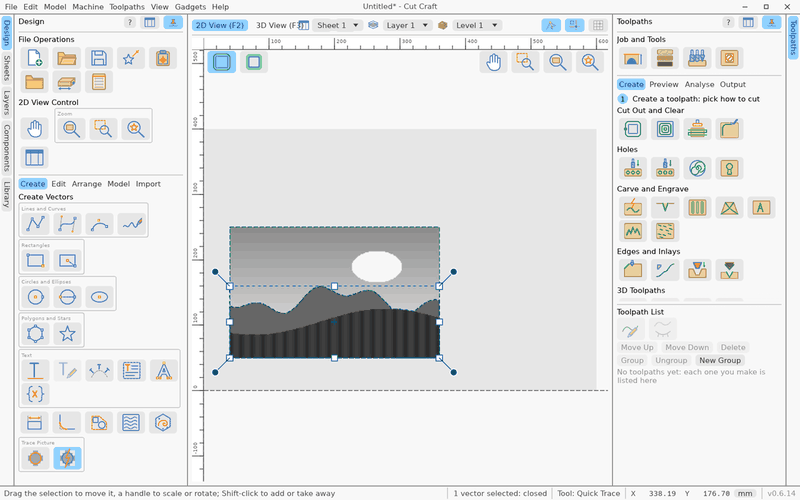 Untitled* - Cut Craft
File Edit Model Machine Toolpaths View Gadgets Help
Design
?
File Operations
2D View Control
Zoom
Create Edit Arrange Model Import
Create Vectors
Lines and Curves
Rectangles
Circles and Ellipses
Polygons and Stars
Text
Trace Picture
Design
Sheets
Layers
Components
Library
2D View (F2)
3D View (F3)
Sheet 1
Layer 1
Level 1
100 200 300 400 500 600
500
400
300
200
100
0
-100
Toolpaths
?
Job and Tools
Create Preview Analyse Output
1 Create a toolpath: pick how to cut
Cut Out and Clear
Holes
Carve and Engrave
Edges and Inlays
3D Toolpaths
Toolpath List
Move Up Move Down Delete
Group Ungroup New Group
No toolpaths yet: each one you make is
listed here
Toolpaths
Drag the selection to move it, a handle to scale or rotate; Shift-click to add or take away
1 vector selected: closed
Tool: Quick Trace
X 338.19 Y 176.70 mm
v0.6.14